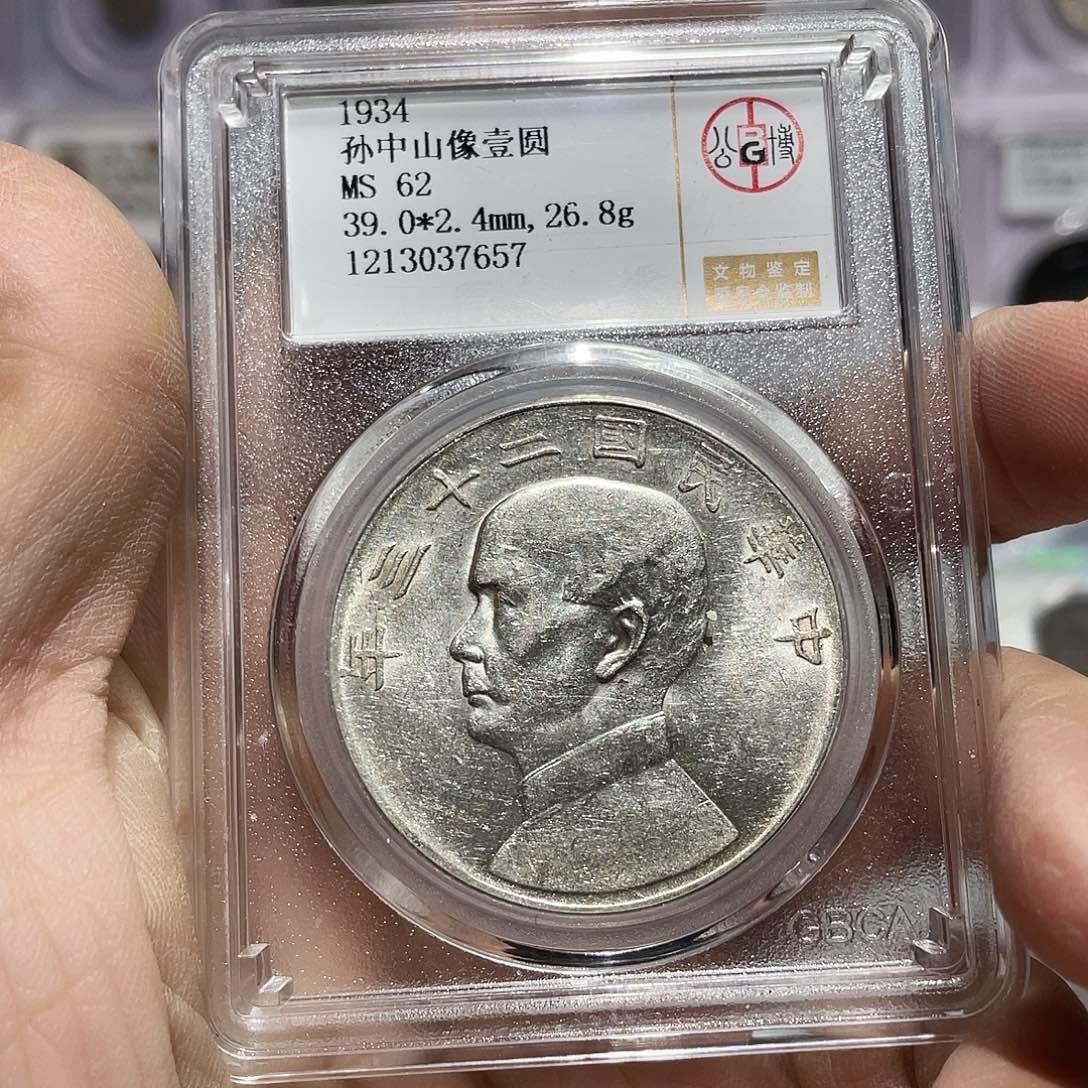 1934
孙中山像壹圆
MS 62
39.0*2.4mm,26.8g
1213037657
公 G 博
文物鉴定
中華民国二十三年
GBCA